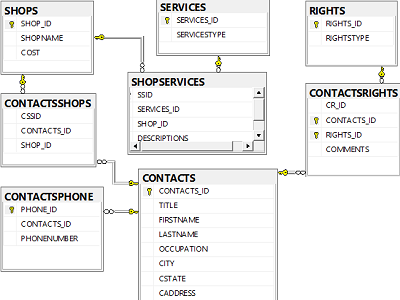 SHOPS
SHOP_ID
SHOPNAME
COST
SERVICES
SERVICES_ID
SERVICESTYPE
RIGHTS
RIGHTS_ID
RIGHTSTYPE
SHOPSERVICES
SSID
SERVICES_ID
SHOP_ID
DESCRIPTIONS
CONTACTSSHOPS
CSSID
CONTACTS_ID
SHOP_ID
CONTACTSRIGHTS
CR_ID
CONTACTS_ID
RIGHTS_ID
COMMENTS
CONTACTSPHONE
PHONE_ID
CONTACTS_ID
PHONENUMBER
CONTACTS
CONTACTS_ID
TITLE
FIRSTNAME
LASTNAME
OCCUPATION
CITY
CSTATE
CADDRESS